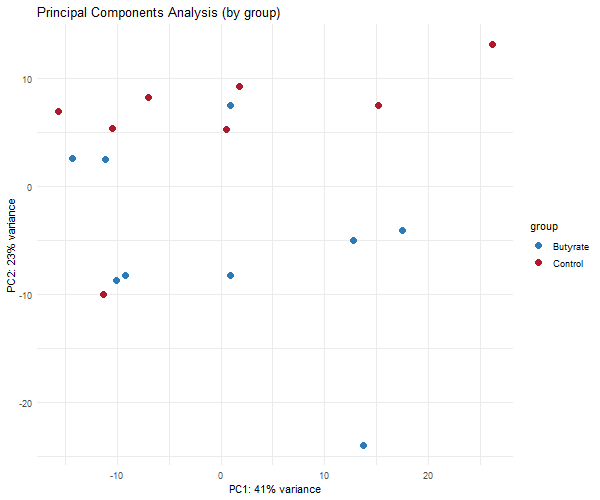 Principal Components Analysis (by group)
10
0
-10
-20
PC2: 23% variance
-10
0
10
20
PC1: 41% variance
group
Butyrate
Control